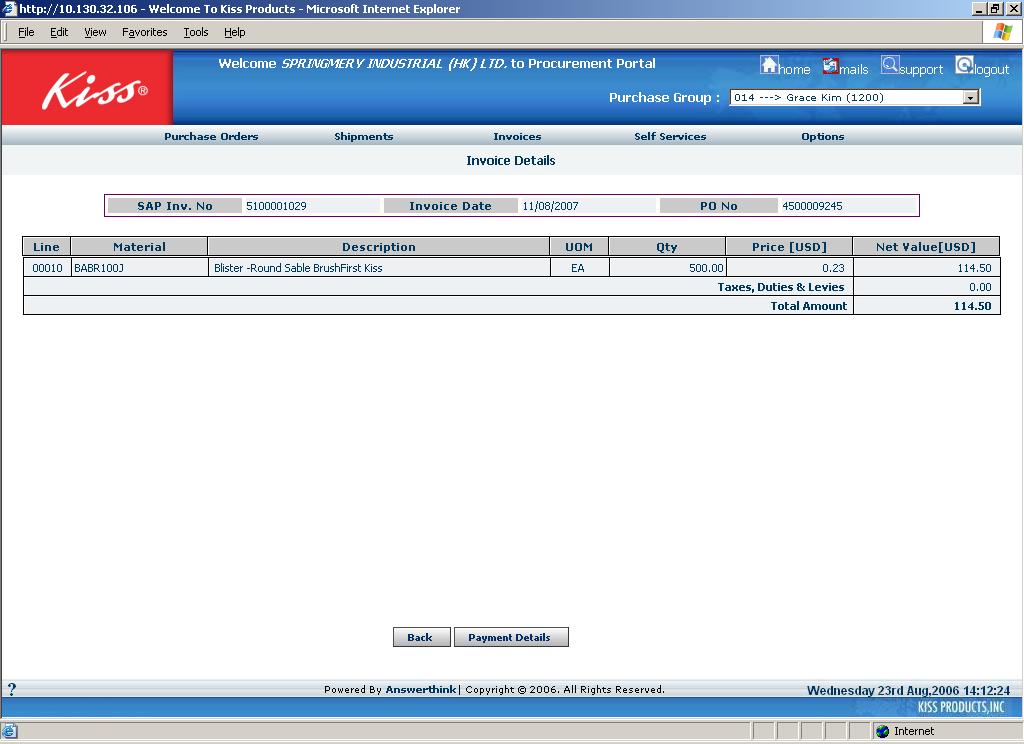 http://10.130.32.106 - Welcome To Kiss Products - Microsoft Internet Explorer
File Edit View Favorites Tools Help
Kiss®
Welcome SPRINGMERY INDUSTRIAL (HK) LTD. to Procurement Portal
home mails support logout
Purchase Group : 014 ---> Grace Kim (1200)
Purchase Orders Shipments Invoices Self Services Options
Invoice Details
SAP Inv. No 5100001029 Invoice Date 11/08/2007 PO No 4500009245
Line Material Description UOM Qty Price [USD] Net Value[USD]
00010 BABR100J Blister -Round Sable BrushFirst Kiss EA 500.00 0.23 114.50
Taxes, Duties & Levies 0.00
Total Amount 114.50
Back Payment Details
? Powered By Answerthink| Copyright © 2006. All Rights Reserved. Wednesday 23rd Aug,2006 14:12:24
KISS PRODUCTS,INC
Internet